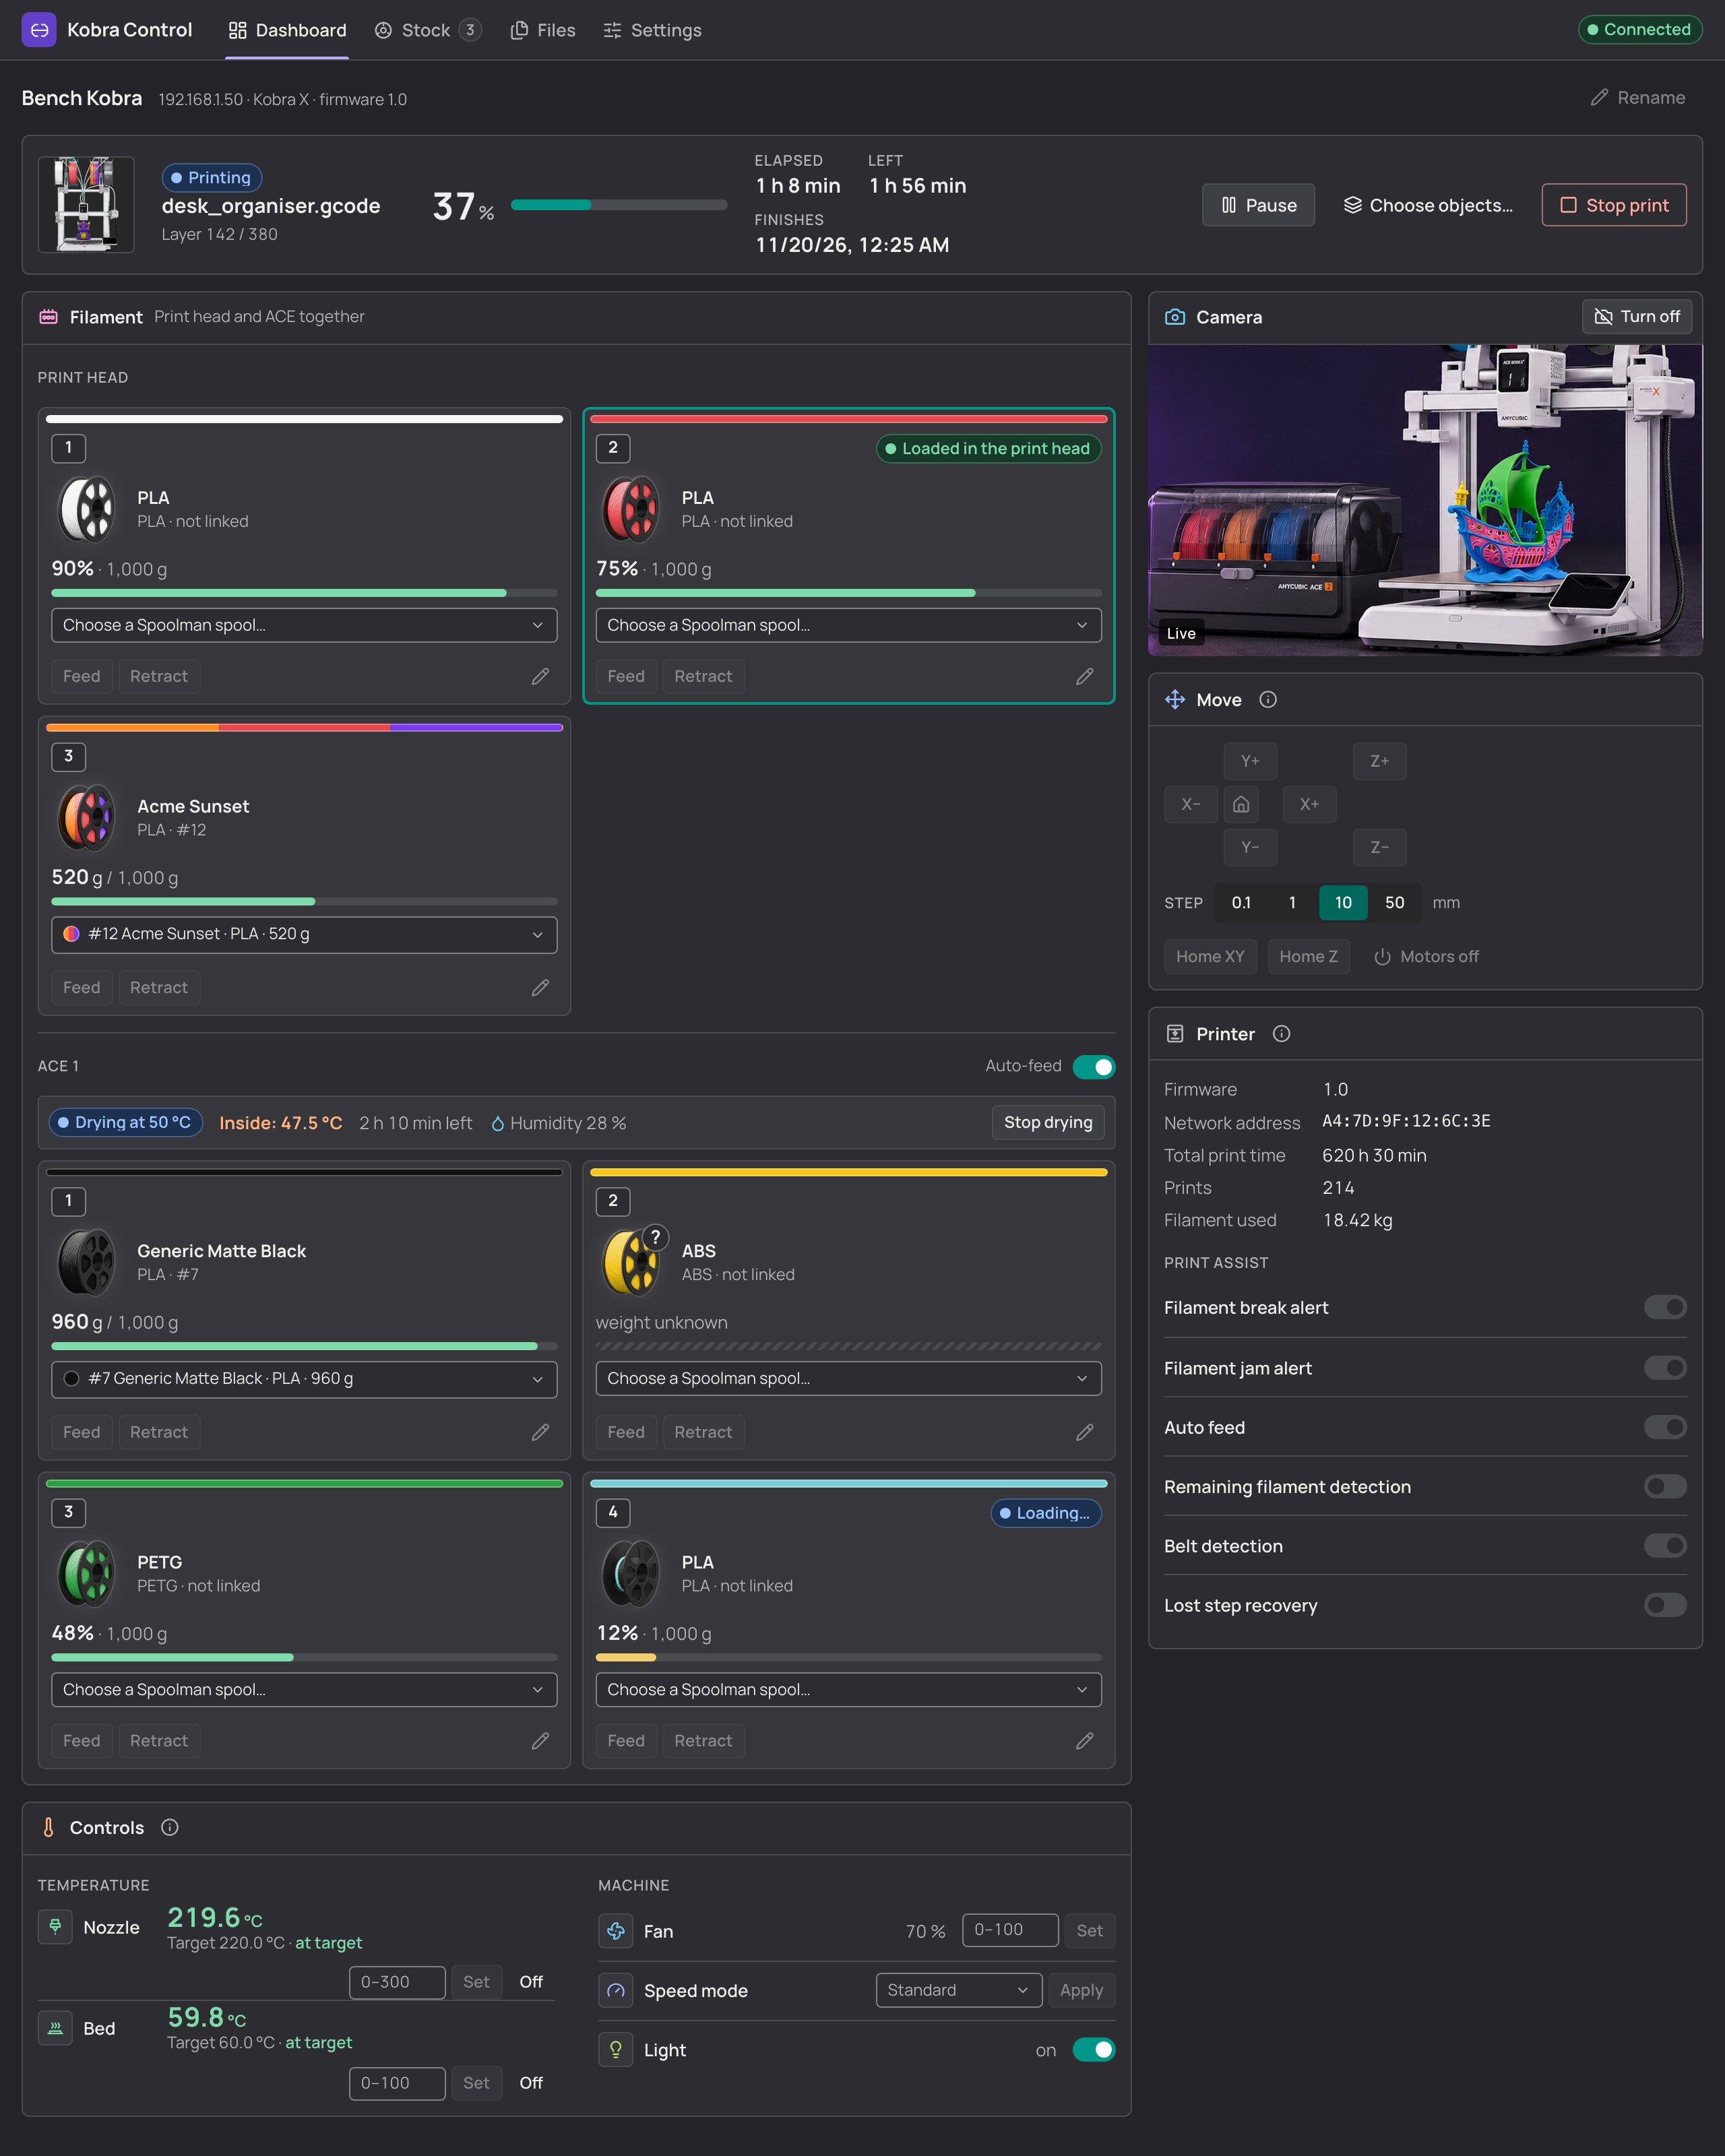 Kobra Control
Dashboard
Stock 3
Files
Settings
Connected
Bench Kobra 192.168.1.50 · Kobra X · firmware 1.0
Rename
Printing
desk_organiser.gcode
Layer 142 / 380
37%
ELAPSED
1 h 8 min
LEFT
1 h 56 min
FINISHES
11/20/26, 12:25 AM
Pause
Choose objects...
Stop print
Filament Print head and ACE together
PRINT HEAD
1
PLA
PLA · not linked
90% · 1,000 g
Choose a Spoolman spool...
Feed
Retract
2
Loaded in the print head
PLA
PLA · not linked
75% · 1,000 g
Choose a Spoolman spool...
Feed
Retract
3
Acme Sunset
PLA · #12
520 g / 1,000 g
#12 Acme Sunset · PLA · 520 g
Feed
Retract
ACE 1
Auto-feed
Drying at 50 °C
Inside: 47.5 °C
2 h 10 min left
Humidity 28 %
Stop drying
1
Generic Matte Black
PLA · #7
960 g / 1,000 g
#7 Generic Matte Black · PLA · 960 g
Feed
Retract
2
?
ABS
ABS · not linked
weight unknown
Choose a Spoolman spool...
Feed
Retract
3
PETG
PETG · not linked
48% · 1,000 g
Choose a Spoolman spool...
Feed
Retract
4
Loading...
PLA
PLA · not linked
12% · 1,000 g
Choose a Spoolman spool...
Feed
Retract
Controls
TEMPERATURE
Nozzle
219.6 °C
Target 220.0 °C · at target
0–300
Set
Off
Bed
59.8 °C
Target 60.0 °C · at target
0–100
Set
Off
MACHINE
Fan
70 %
0–100
Set
Speed mode
Standard
Apply
Light
on
Camera
Turn off
ANYCUBIC
ANYCUBIC ACE 2
Live
Move
Y+
Z+
X−
X+
Y−
Z−
STEP 0.1 1 10 50 mm
Home XY
Home Z
Motors off
Printer
Firmware 1.0
Network address A4:7D:9F:12:6C:3E
Total print time 620 h 30 min
Prints 214
Filament used 18.42 kg
PRINT ASSIST
Filament break alert
Filament jam alert
Auto feed
Remaining filament detection
Belt detection
Lost step recovery